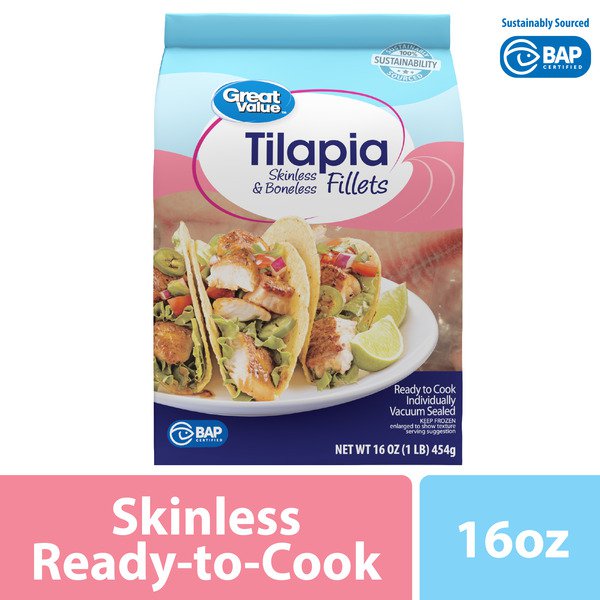 Sustainably Sourced
BAP
CERTIFIED
SUSTAINABLY
100%
SUSTAINABILITY
SOURCED
Great
Value
Tilapia
Skinless
& Boneless
Fillets
Ready to Cook
Individually
Vacuum Sealed
KEEP FROZEN
enlarged to show texture
serving suggestion
BAP
CERTIFIED
NET WT 16 OZ (1 LB) 454g
Skinless
Ready-to-Cook
16oz